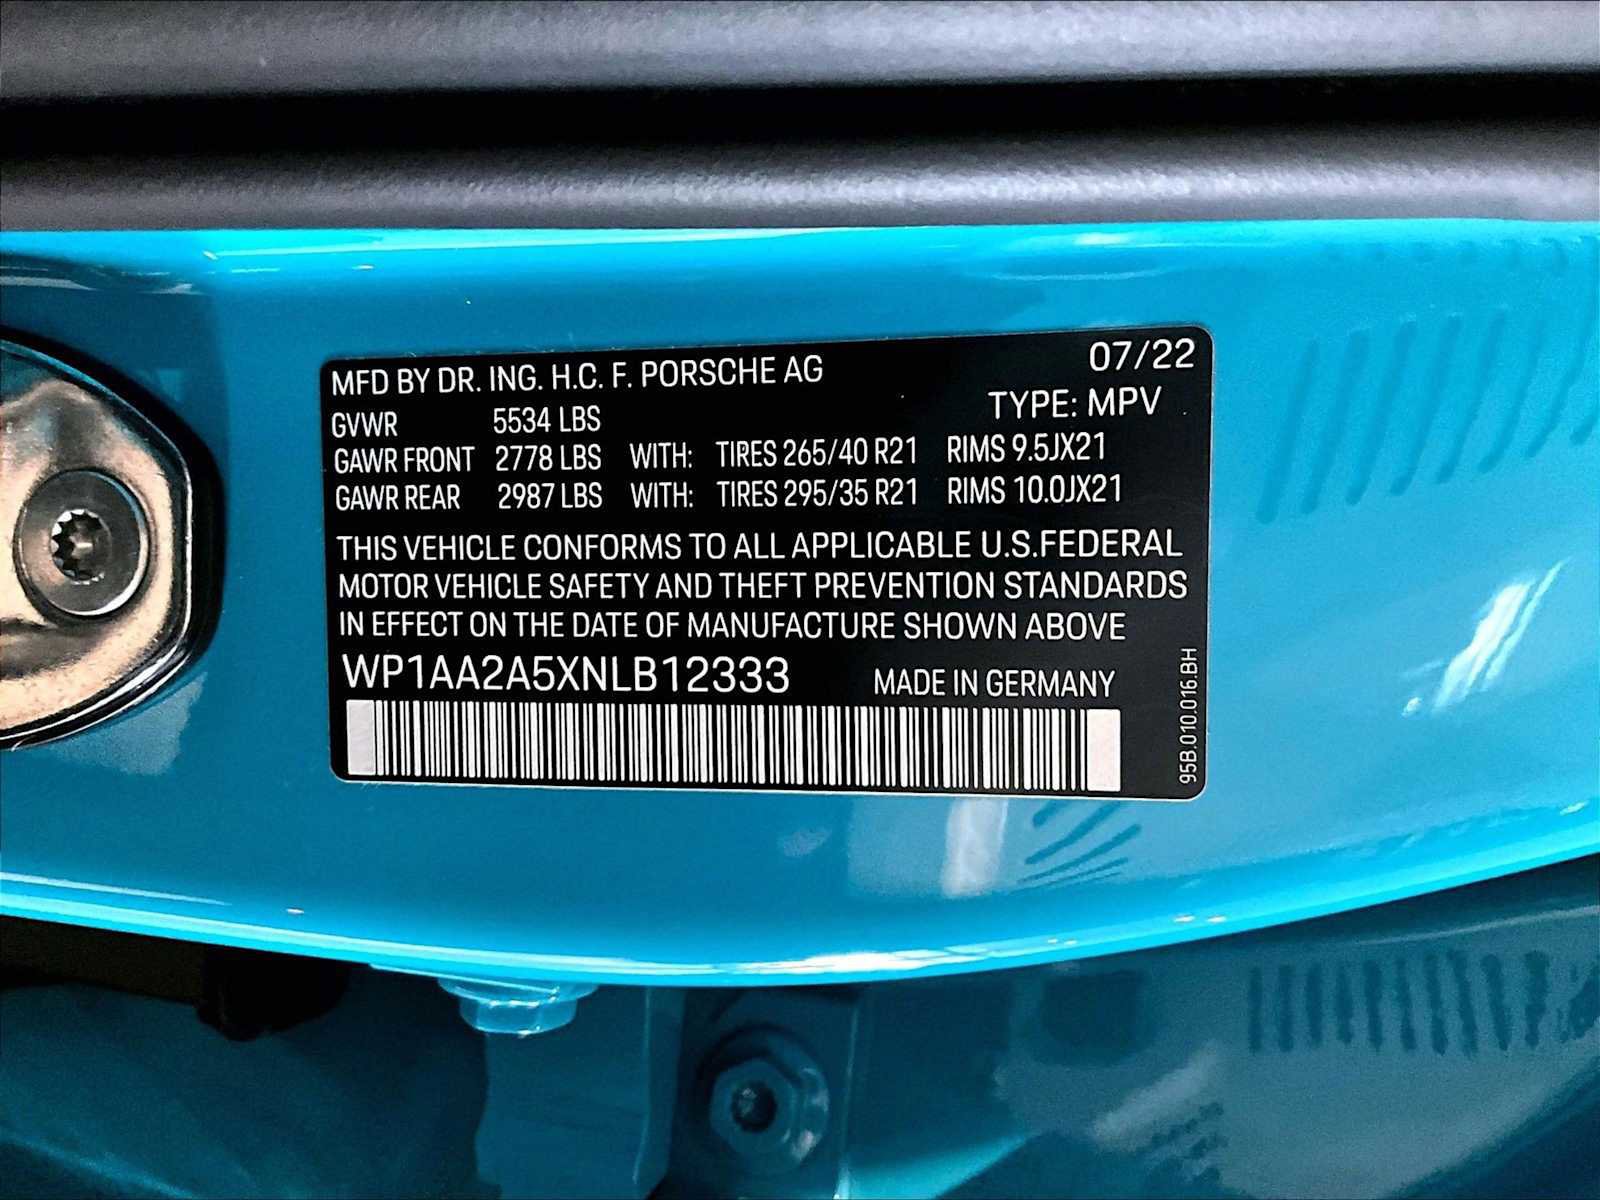 MFD BY DR. ING. H.C. F. PORSCHE AG 07/22
TYPE: MPV
GVWR 5534 LBS
GAWR FRONT 2778 LBS WITH: TIRES 265/40 R21 RIMS 9.5JX21
GAWR REAR 2987 LBS WITH: TIRES 295/35 R21 RIMS 10.0JX21
THIS VEHICLE CONFORMS TO ALL APPLICABLE U.S.FEDERAL
MOTOR VEHICLE SAFETY AND THEFT PREVENTION STANDARDS
IN EFFECT ON THE DATE OF MANUFACTURE SHOWN ABOVE
WP1AA2A5XNLB12333 MADE IN GERMANY
95B.010.016.BH